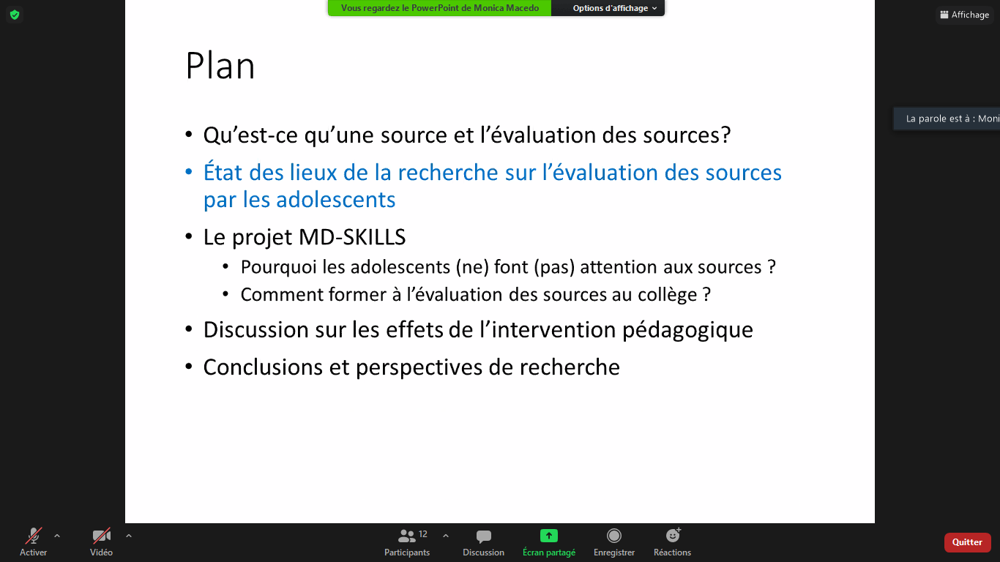 Vous regardez le PowerPoint de Monica Macedo
Options d'affichage
Affichage
Plan
La parole est à : Moni
• Qu’est-ce qu’une source et l’évaluation des sources?
• État des lieux de la recherche sur l’évaluation des sources
par les adolescents
• Le projet MD-SKILLS
• Pourquoi les adolescents (ne) font (pas) attention aux sources ?
• Comment former à l’évaluation des sources au collège ?
• Discussion sur les effets de l’intervention pédagogique
• Conclusions et perspectives de recherche
Activer
Vidéo
12
Participants
Discussion
Écran partagé
Enregistrer
Réactions
Quitter